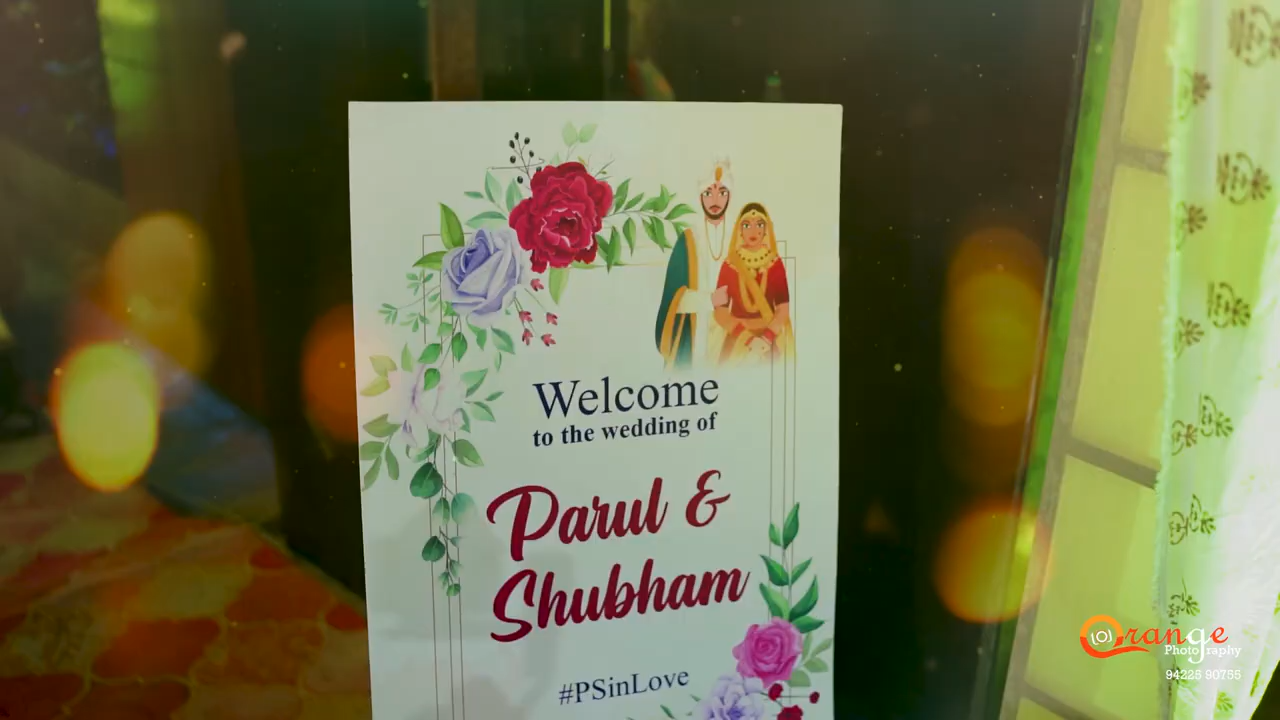 Welcome
to the wedding of
Parul &
Shubham
#PSinLove
Orange
Photography
94225 90755